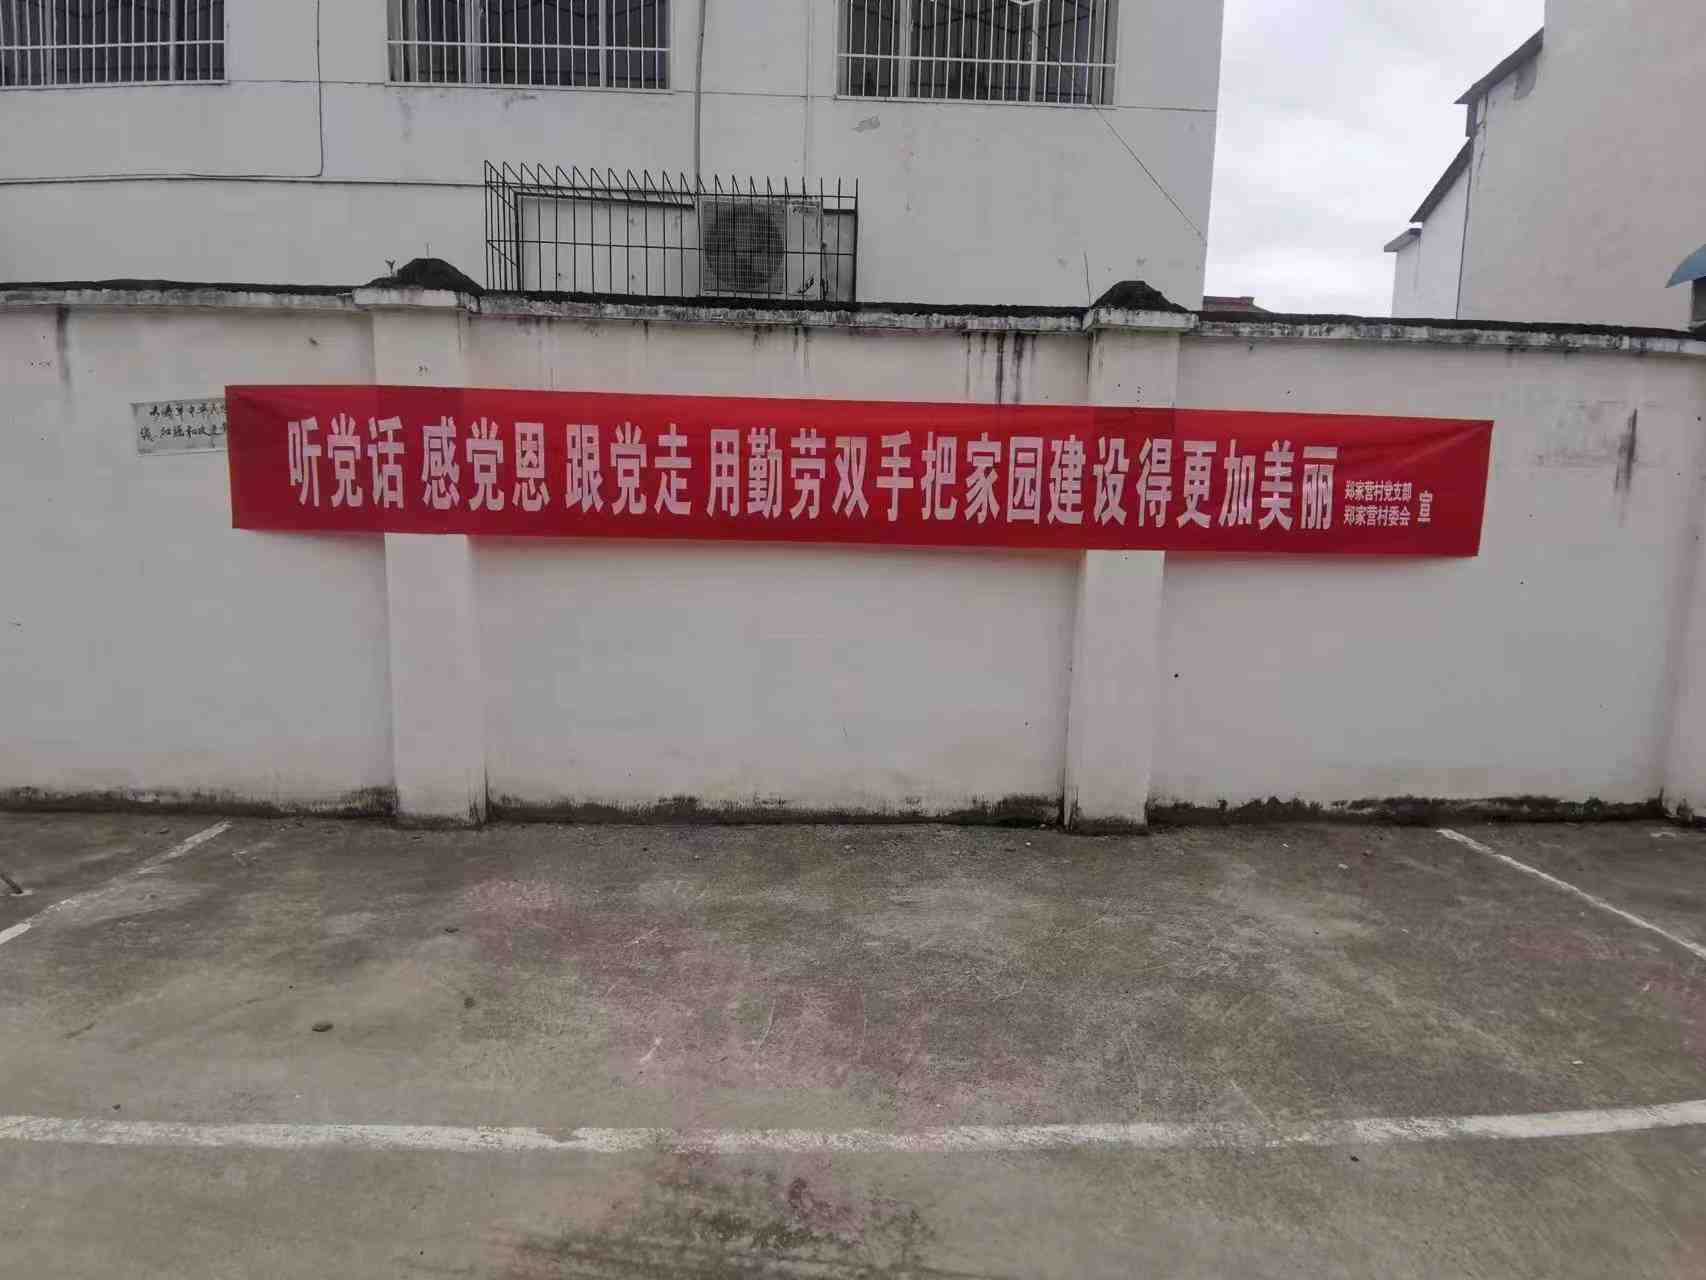 听党话 感党恩 跟党走 用勤劳双手把家园建设得更加美丽
郑家营村党支部
郑家营村委会
宣